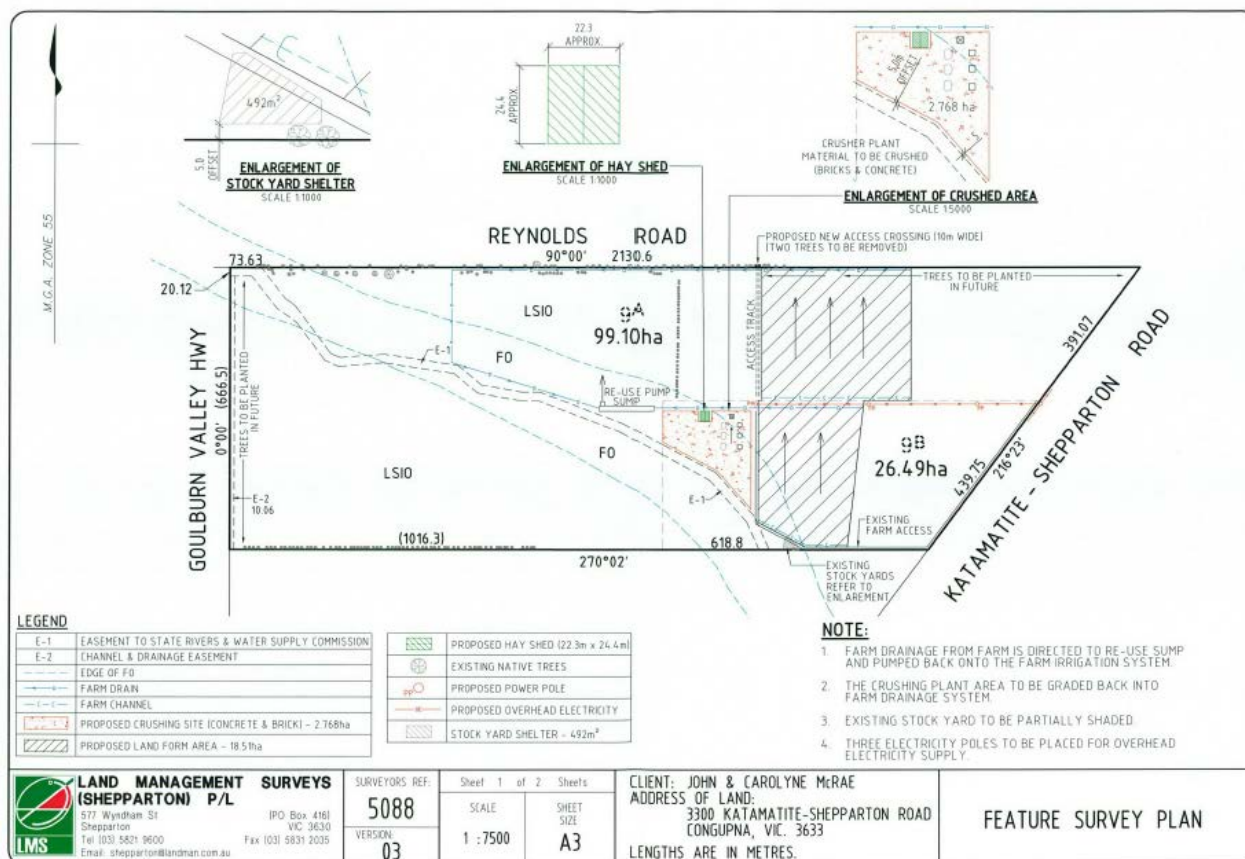 M.G.A. ZONE 55
492m²
5.0
OFFSET
ENLARGEMENT OF
STOCK YARD SHELTER
SCALE 1:1000
22.3
APPROX.
24.4
APPROX.
ENLARGEMENT OF HAY SHED
SCALE 1:1000
OFFSET
2.768 ha
CRUSHER PLANT
MATERIAL TO BE CRUSHED
(BRICKS & CONCRETE)
ENLARGEMENT OF CRUSHED AREA
SCALE 1:5000
REYNOLDS ROAD
90°00' 2130.6
PROPOSED NEW ACCESS CROSSING (10m WIDE)
(TWO TREES TO BE REMOVED)
73.63
20.12
TREES TO BE PLANTED
IN FUTURE
GOULBURN VALLEY HWY
0°00' (666.5)
TREES TO BE PLANTED
IN FUTURE
LSIO
A
99.10ha
ACCESS TRACK
E-1
FO
RE-USE PUMP
SUMP
391.07
KATAMATITE - SHEPPARTON ROAD
LSIO
FO
B
26.49ha
439.75
216°23'
E-1
E-2
10.06
EXISTING
FARM ACCESS
(1016.3)
618.8
270°02'
EXISTING
STOCK YARDS
REFER TO
ENLAREMENT
LEGEND
E-1 EASEMENT TO STATE RIVERS & WATER SUPPLY COMMISSION
E-2 CHANNEL & DRAINAGE EASEMENT
EDGE OF FO
FARM DRAIN
FARM CHANNEL
PROPOSED CRUSHING SITE (CONCRETE & BRICK) - 2.768ha
PROPOSED LAND FORM AREA - 18.51ha
PROPOSED HAY SHED (22.3m x 24.4m)
EXISTING NATIVE TREES
PP PROPOSED POWER POLE
PROPOSED OVERHEAD ELECTRICITY
STOCK YARD SHELTER - 492m²
NOTE:
1. FARM DRAINAGE FROM FARM IS DIRECTED TO RE-USE SUMP
AND PUMPED BACK ONTO THE FARM IRRIGATION SYSTEM.
2. THE CRUSHING PLANT AREA TO BE GRADED BACK INTO
FARM DRAINAGE SYSTEM.
3. EXISTING STOCK YARD TO BE PARTIALLY SHADED.
4. THREE ELECTRICITY POLES TO BE PLACED FOR OVERHEAD
ELECTRICITY SUPPLY.
LMS
LAND MANAGEMENT SURVEYS
(SHEPPARTON) P/L
577 Wyndham St (PO Box 416)
Shepparton VIC 3630
Tel (03) 5821 9600 Fax (03) 5831 2035
Email: shepparton@landman.com.au
SURVEYORS REF:
5088
VERSION:
03
Sheet 1 of 2 Sheets
SCALE
1 :7500
SHEET
SIZE
A3
CLIENT: JOHN & CAROLYNE McRAE
ADDRESS OF LAND:
3300 KATAMATITE-SHEPPARTON ROAD
CONGUPNA, VIC. 3633
LENGTHS ARE IN METRES.
FEATURE SURVEY PLAN